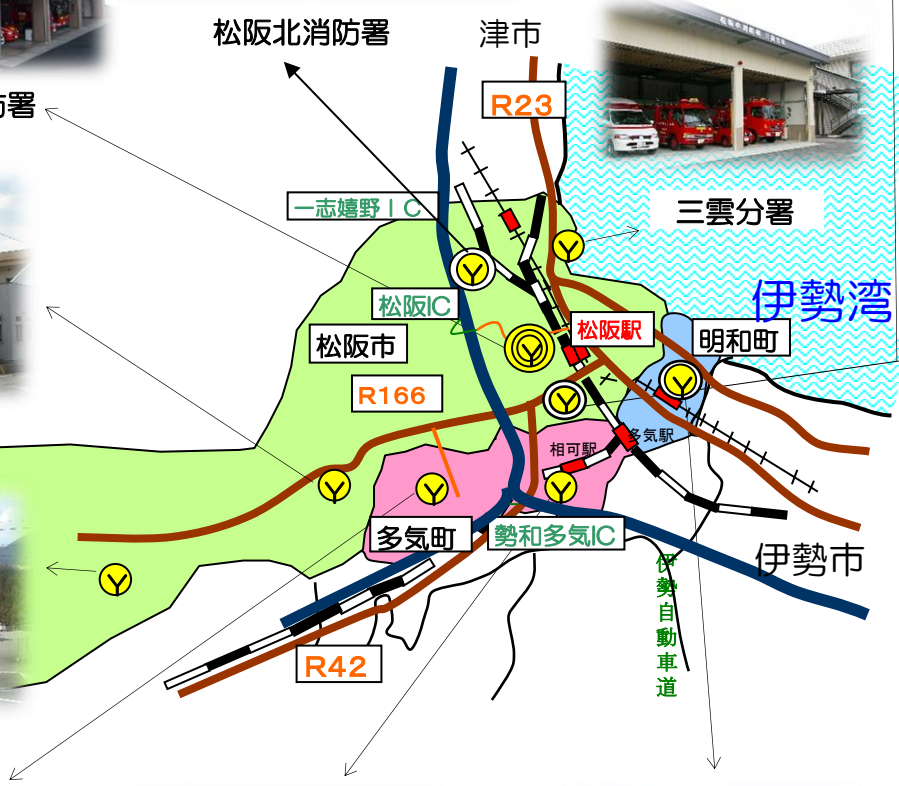 松阪北消防署
津市
R23
防署
一志嬉野IC
三雲分署
松阪IC
伊勢湾
松阪駅
松阪市
明和町
R166
多気駅
相可駅
多気町
勢和多気IC
伊勢市
伊勢自動車道
R42